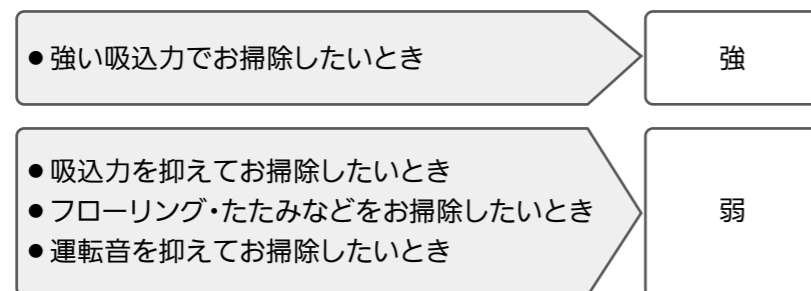 ●強い吸込力でお掃除したいとき
強
●吸込力を抑えてお掃除したいとき
●フローリング・たたみなどをお掃除したいとき
●運転音を抑えてお掃除したいとき
弱